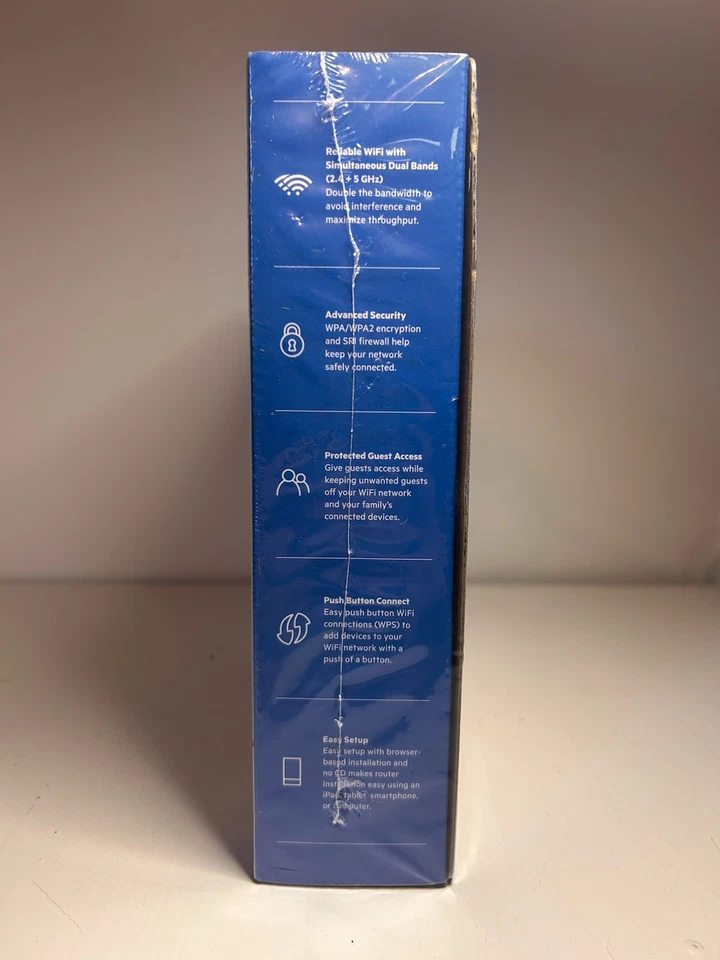 Reliable WiFi with
Simultaneous Dual Bands
(2.4 + 5 GHz)
Double the bandwidth to
avoid interference and
maximize throughput.
Advanced Security
WPA/WPA2 encryption
and SPI firewall help
keep your network
safely connected.
Protected Guest Access
Give guests access while
keeping unwanted guests
off your WiFi network
and your family's
connected devices.
Push Button Connect
Easy push button WiFi
connections (WPS) to
add devices to your
WiFi network with a
push of a button.
Easy Setup
Easy setup with browser-
based installation and
no CD makes router
installation easy using an
iPad, tablet, smartphone,
or computer.